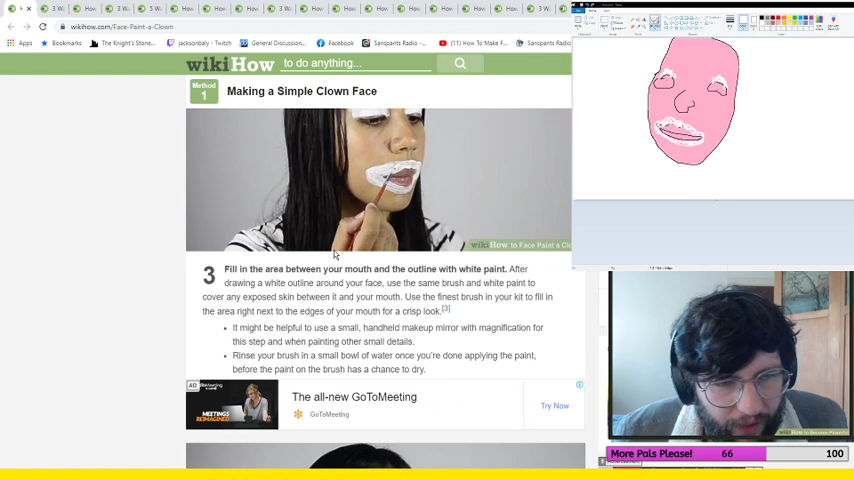 wikihow.com/Face-Paint-a-Clown
Apps
Bookmarks
The Knight's Stone...
jacksonbaly - Twitch
General Discussion...
Facebook
Sanspants Radio -...
(11) How To Make F...
Sanspants Radio
wikiHow to do anything...
Method
1
Making a Simple Clown Face
wikiHow to Face Paint a Clo
3 Fill in the area between your mouth and the outline with white paint. After
drawing a white outline around your face, use the same brush and white paint to
cover any exposed skin between it and your mouth. Use the finest brush in your kit to fill in
the area right next to the edges of your mouth for a crisp look.[3]
It might be helpful to use a small, handheld makeup mirror with magnification for
this step and when painting other small details.
Rinse your brush in a small bowl of water once you're done applying the paint,
before the paint on the brush has a chance to dry.
AD
MEETINGS
REIMAGINED
The all-new GoToMeeting
GoToMeeting
Try Now
wikiHow to Become Powerful
More Pals Please! 66 100